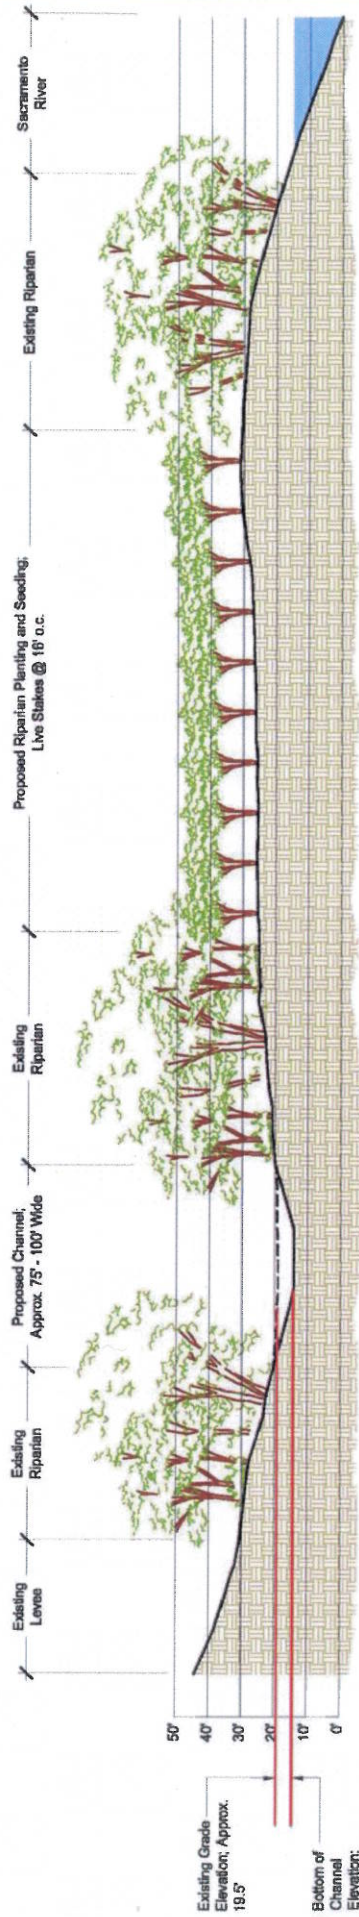 Existing
Levee
Existing
Riparian
Proposed Channel;
Approx. 75' - 100' Wide
Existing
Riparian
Proposed Riparian Planting and Seeding;
Live Stakes @ 16' o.c.
Existing Riparian
Sacramento
River
50'
40'
30'
20'
10'
0'
Existing Grade
Elevation; Approx.
19.5'
Bottom of
Channel
Elevation: